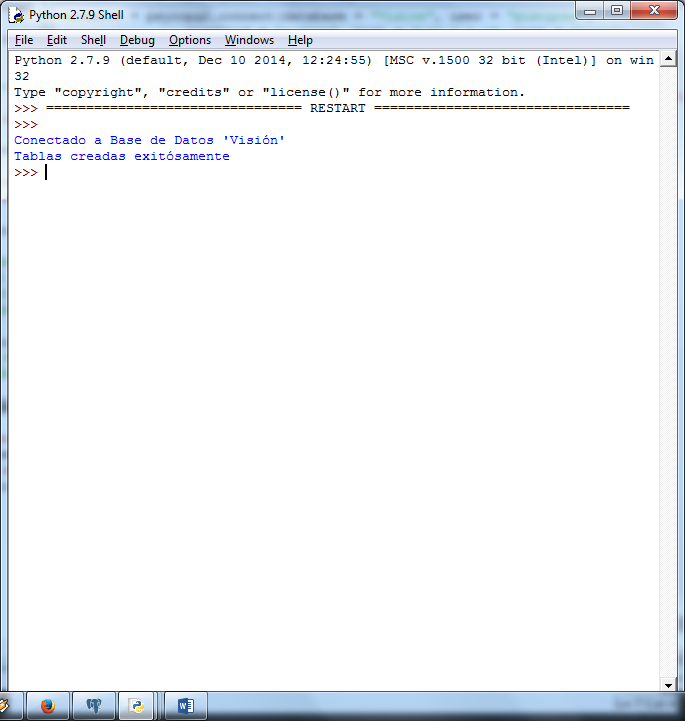 Python 2.7.9 Shell
File Edit Shell Debug Options Windows Help
Python 2.7.9 (default, Dec 10 2014, 12:24:55) [MSC v.1500 32 bit (Intel)] on win
32
Type "copyright", "credits" or "license()" for more information.
>>> ================================ RESTART ================================
>>>
Conectado a Base de Datos 'Visión'
Tablas creadas exitósamente
>>>